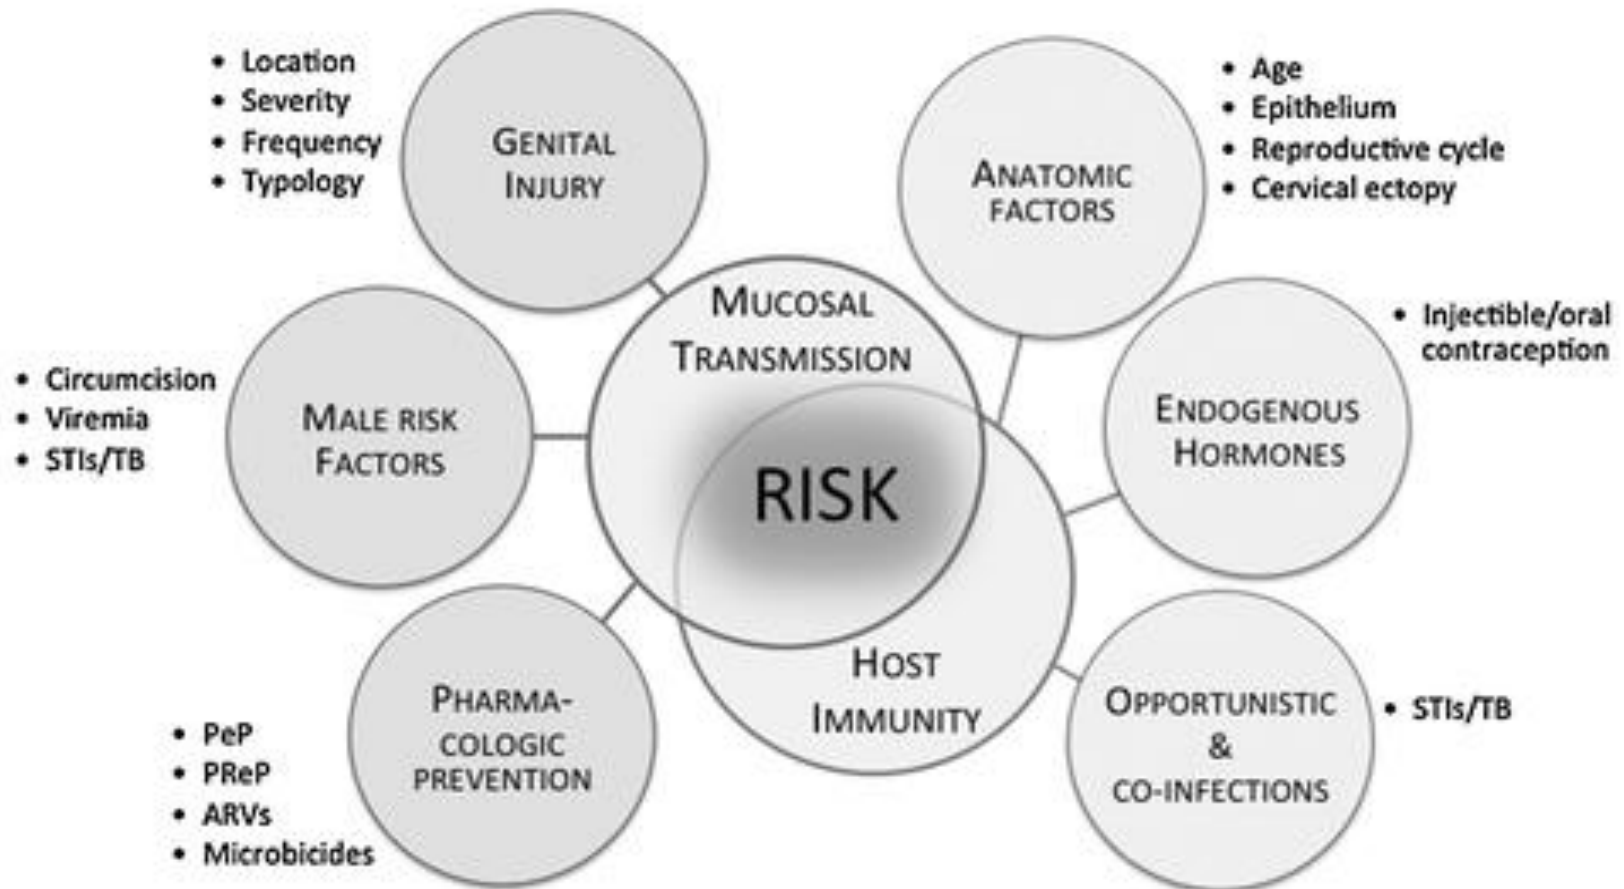 • Location
• Severity
• Frequency
• Typology
GENITAL
INJURY
ANATOMIC
FACTORS
• Age
• Epithelium
• Reproductive cycle
• Cervical ectopy
MUCOSAL
TRANSMISSION
• Injectible/oral
contraception
• Circumcision
• Viremia
• STIs/TB
MALE RISK
FACTORS
ENDOGENOUS
HORMONES
RISK
HOST
IMMUNITY
PHARMA-
COLOGIC
PREVENTION
• PeP
• PReP
• ARVs
• Microbicides
OPPORTUNISTIC
&
CO-INFECTIONS
• STIs/TB